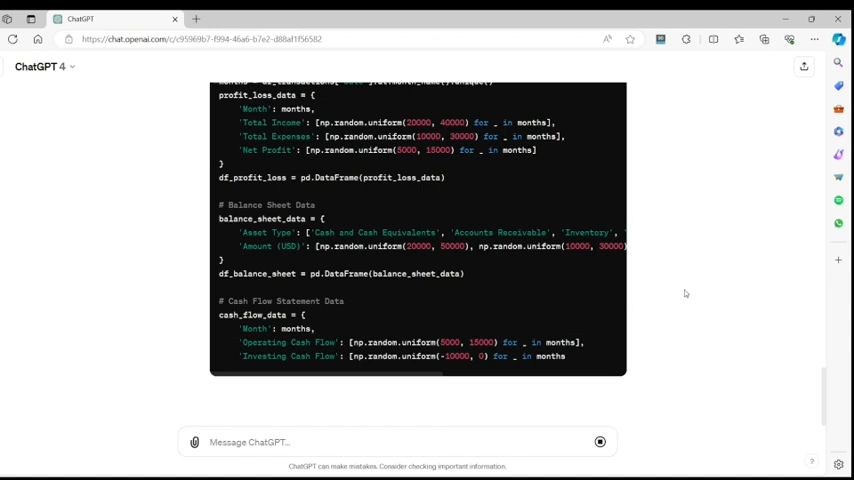 ChatGPT
https://chat.openai.com/c/c95969b7-f994-46a6-b7e2-d88af1f56582
ChatGPT 4
profit_loss_data = {
'Month': months,
'Total Income': [np.random.uniform(20000, 40000) for _ in months],
'Total Expenses': [np.random.uniform(10000, 30000) for _ in months],
'Net Profit': [np.random.uniform(5000, 15000) for _ in months]
}
df_profit_loss = pd.DataFrame(profit_loss_data)
# Balance Sheet Data
balance_sheet_data = {
'Asset Type': ['Cash and Cash Equivalents', 'Accounts Receivable', 'Inventory', '
'Amount (USD)': [np.random.uniform(20000, 50000), np.random.uniform(10000, 30000)
}
df_balance_sheet = pd.DataFrame(balance_sheet_data)
# Cash Flow Statement Data
cash_flow_data = {
'Month': months,
'Operating Cash Flow': [np.random.uniform(5000, 15000) for _ in months],
'Investing Cash Flow': [np.random.uniform(-10000, 0) for _ in months
Message ChatGPT...
ChatGPT can make mistakes. Consider checking important information.
?